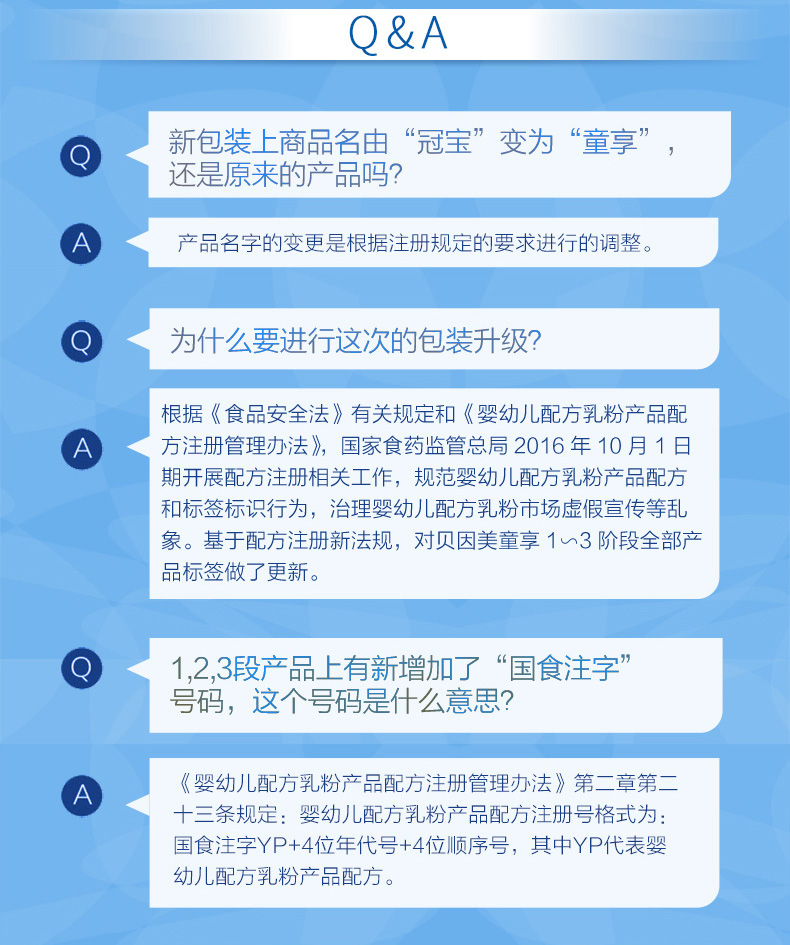 Q&A
Q
新包装上商品名由“冠宝”变为“童享”,
还是原来的产品吗?
A
产品名字的变更是根据注册规定的要求进行的调整。
Q
为什么要进行这次的包装升级?
A
根据《食品安全法》有关规定和《婴幼儿配方乳粉产品配
方注册管理办法》，国家食药监管总局 2016 年 10 月 1 日
期开展配方注册相关工作，规范婴幼儿配方乳粉产品配方
和标签标识行为，治理婴幼儿配方乳粉市场虚假宣传等乱
象。基于配方注册新法规，对贝因美童享 1∽3 阶段全部产
品标签做了更新。
Q
1,2,3段产品上有新增加了“国食注字”
号码，这个号码是什么意思?
A
《婴幼儿配方乳粉产品配方注册管理办法》第二章第二
十三条规定：婴幼儿配方乳粉产品配方注册号格式为：
国食注字YP+4位年代号+4位顺序号，其中YP代表婴
幼儿配方乳粉产品配方。